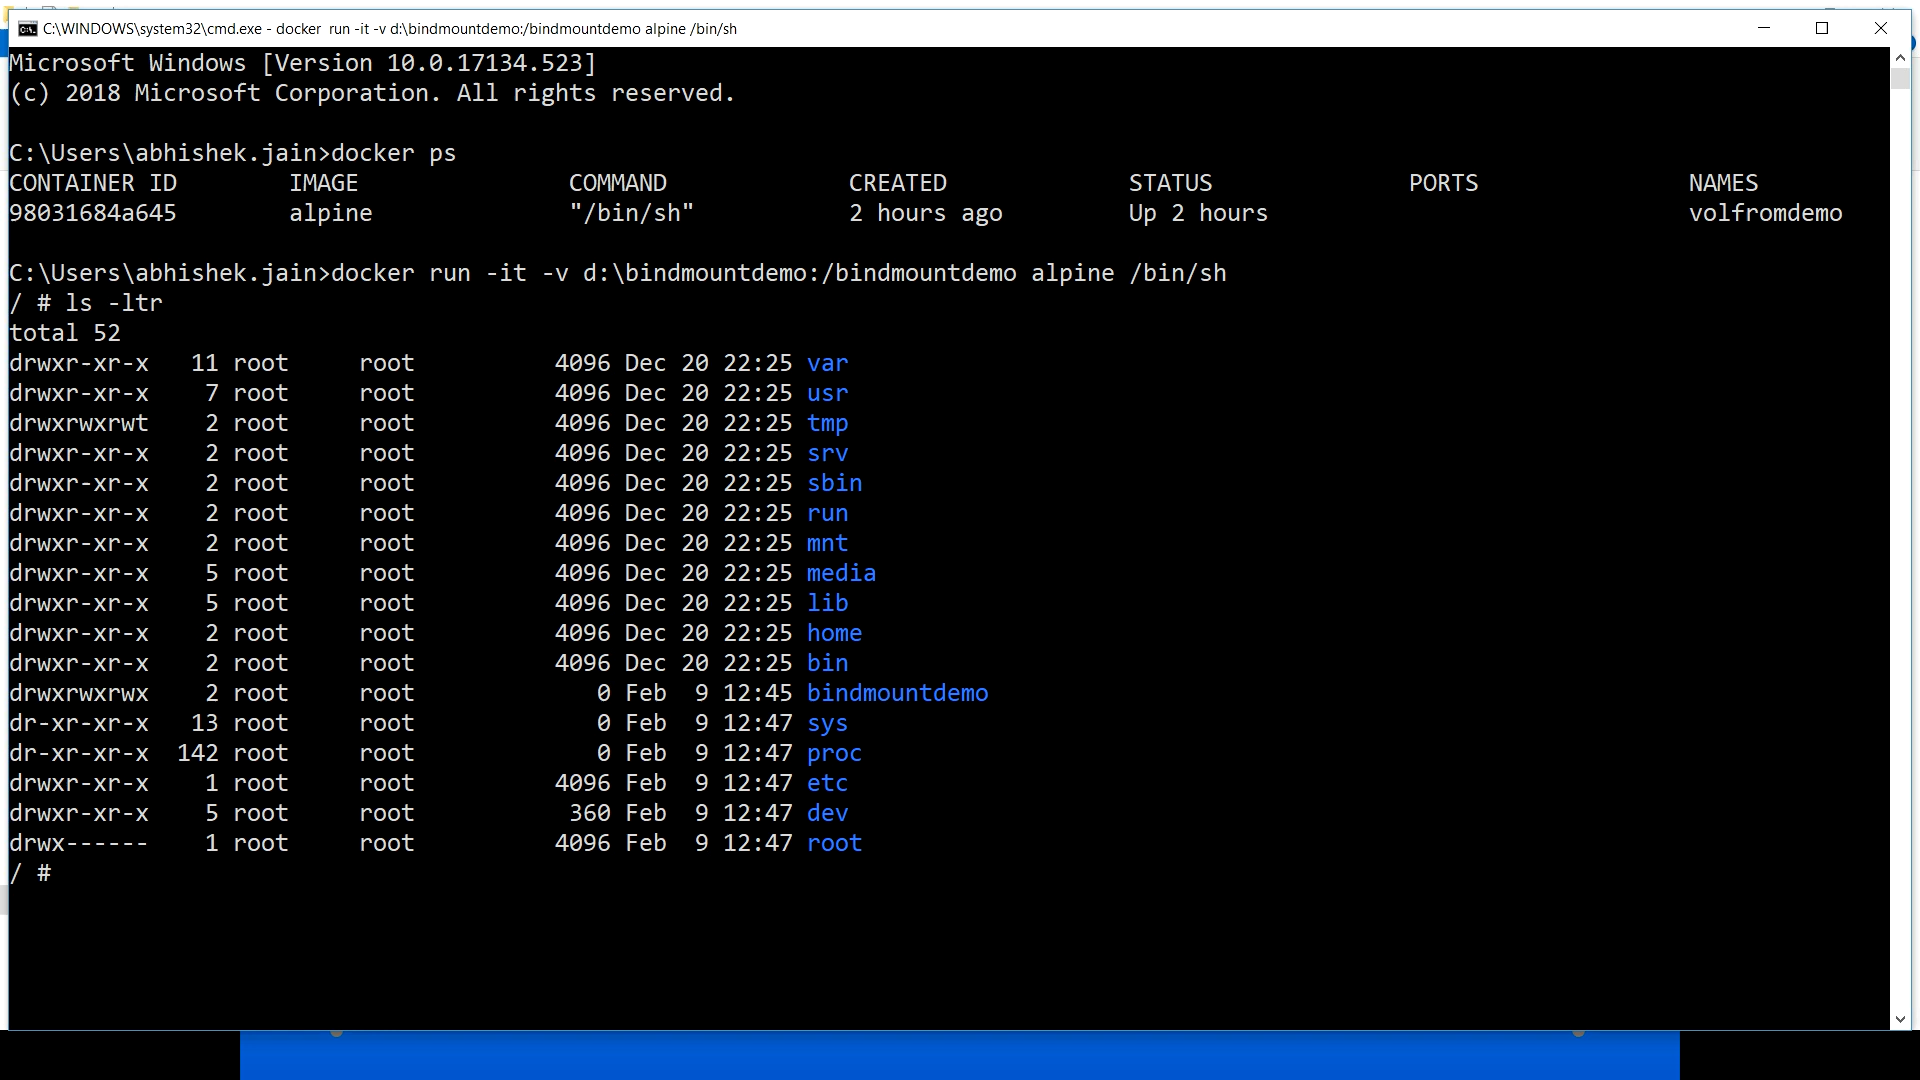 C:\WINDOWS\system32\cmd.exe - docker  run -it -v d:\bindmountdemo:/bindmountdemo alpine /bin/sh
Microsoft Windows [Version 10.0.17134.523]
(c) 2018 Microsoft Corporation. All rights reserved.
C:\Users\abhishek.jain>docker ps
CONTAINER ID        IMAGE               COMMAND             CREATED             STATUS              PORTS               NAMES
98031684a645        alpine              "/bin/sh"           2 hours ago         Up 2 hours                              volfromdemo
C:\Users\abhishek.jain>docker run -it -v d:\bindmountdemo:/bindmountdemo alpine /bin/sh
/ # ls -ltr
total 52
drwxr-xr-x   11 root     root          4096 Dec 20 22:25 var
drwxr-xr-x    7 root     root          4096 Dec 20 22:25 usr
drwxrwxrwt    2 root     root          4096 Dec 20 22:25 tmp
drwxr-xr-x    2 root     root          4096 Dec 20 22:25 srv
drwxr-xr-x    2 root     root          4096 Dec 20 22:25 sbin
drwxr-xr-x    2 root     root          4096 Dec 20 22:25 run
drwxr-xr-x    2 root     root          4096 Dec 20 22:25 mnt
drwxr-xr-x    5 root     root          4096 Dec 20 22:25 media
drwxr-xr-x    5 root     root          4096 Dec 20 22:25 lib
drwxr-xr-x    2 root     root          4096 Dec 20 22:25 home
drwxr-xr-x    2 root     root          4096 Dec 20 22:25 bin
drwxrwxrwx    2 root     root             0 Feb  9 12:45 bindmountdemo
dr-xr-xr-x   13 root     root             0 Feb  9 12:47 sys
dr-xr-xr-x  142 root     root             0 Feb  9 12:47 proc
drwxr-xr-x    1 root     root          4096 Feb  9 12:47 etc
drwxr-xr-x    5 root     root           360 Feb  9 12:47 dev
drwx------    1 root     root          4096 Feb  9 12:47 root
/ #